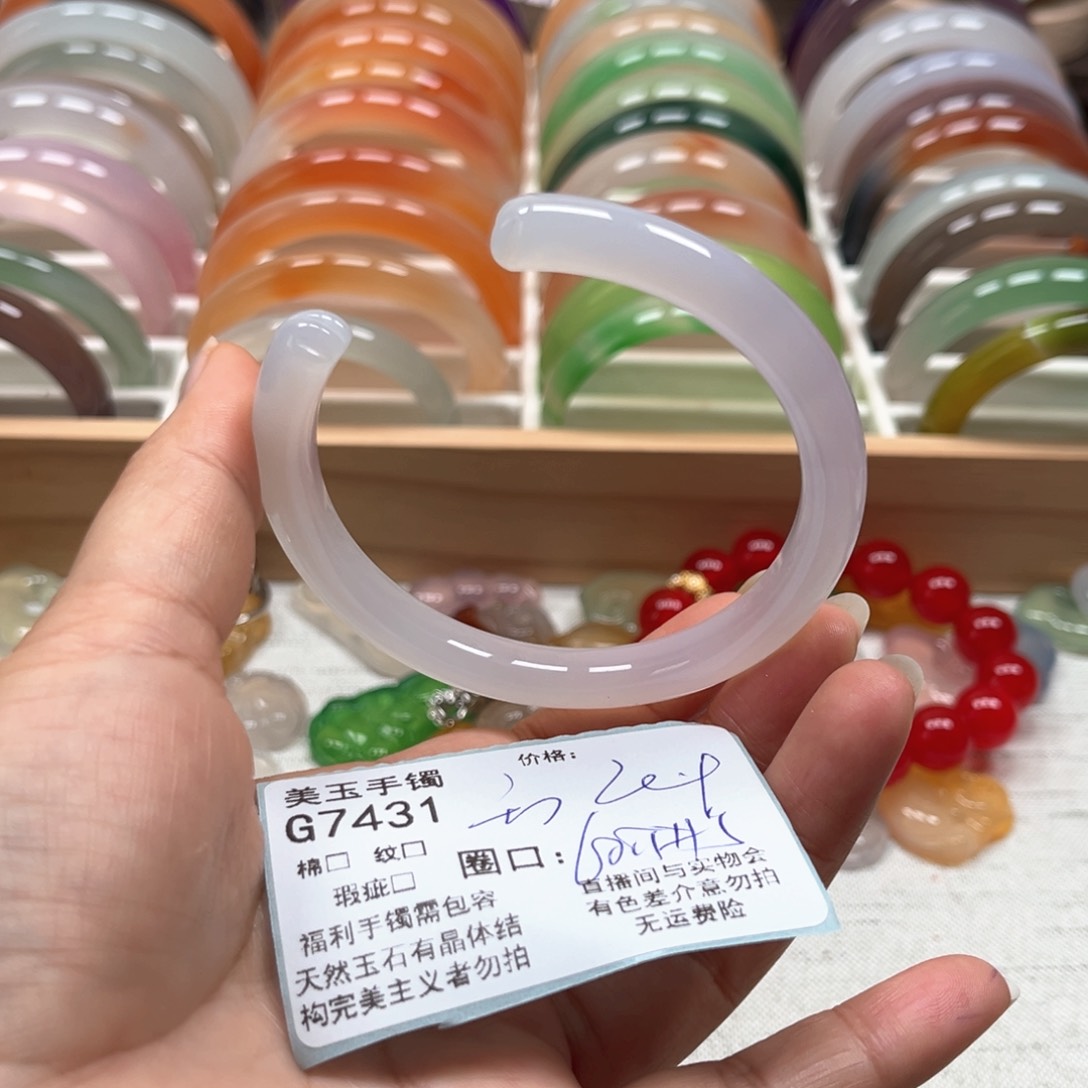 美玉手镯
价格:
G7431
棉□ 纹□
圈口:
瑕疵□
福利手镯需包容
天然玉石有晶体结
构完美主义者勿拍
直播间与实物会
有色差介意勿拍
无运费险